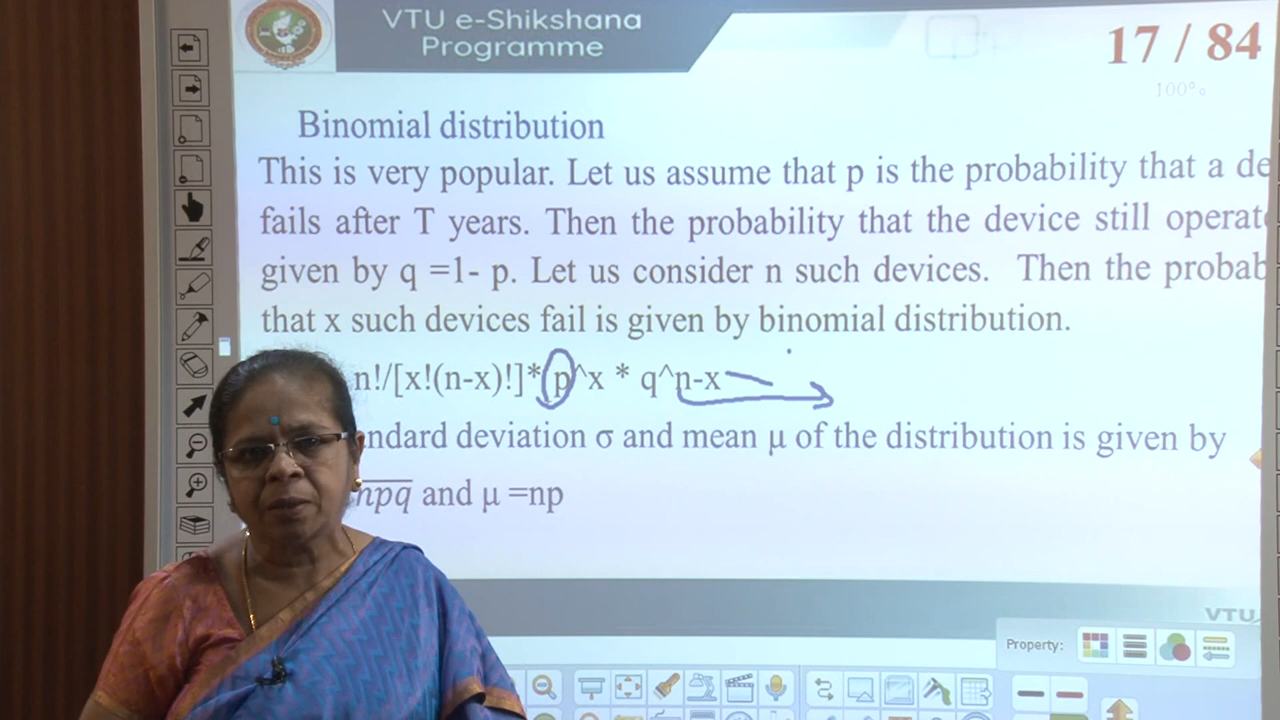 VTU e-Shikshana
Programme
17 / 84
100%
Binomial distribution
This is very popular. Let us assume that p is the probability that a de
fails after T years. Then the probability that the device still operat
given by q =1- p. Let us consider n such devices. Then the probab
that x such devices fail is given by binomial distribution.
n!/[x!(n-x)!]* p^x * q^n-x
ndard deviation σ and mean μ of the distribution is given by
npq and μ =np
VTU
Property: